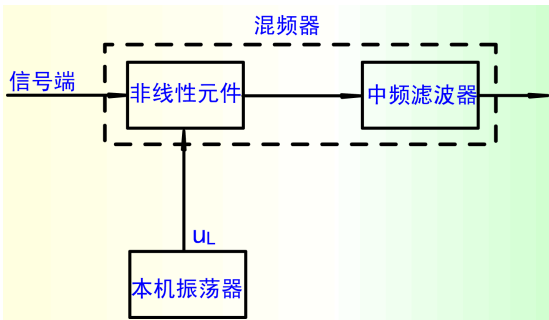 混频器
信号端
非线性元件
中频滤波器
uL
本机振荡器